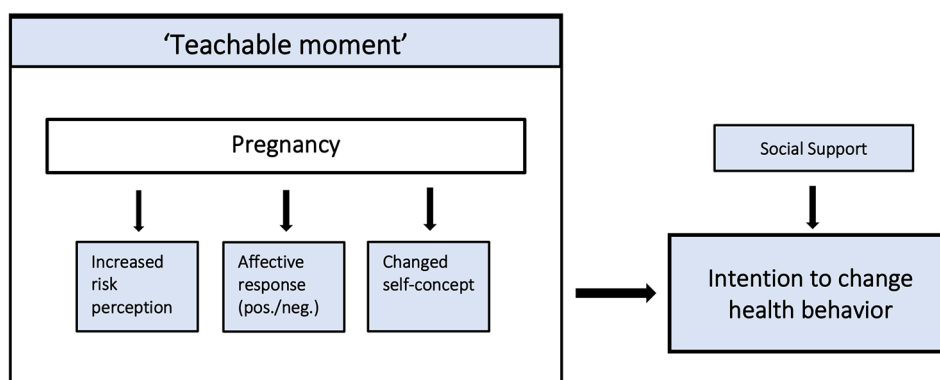 ‘Teachable moment’
Pregnancy
Increased
risk
perception
Affective
response
(pos./neg.)
Changed
self-concept
Social Support
Intention to change
health behavior